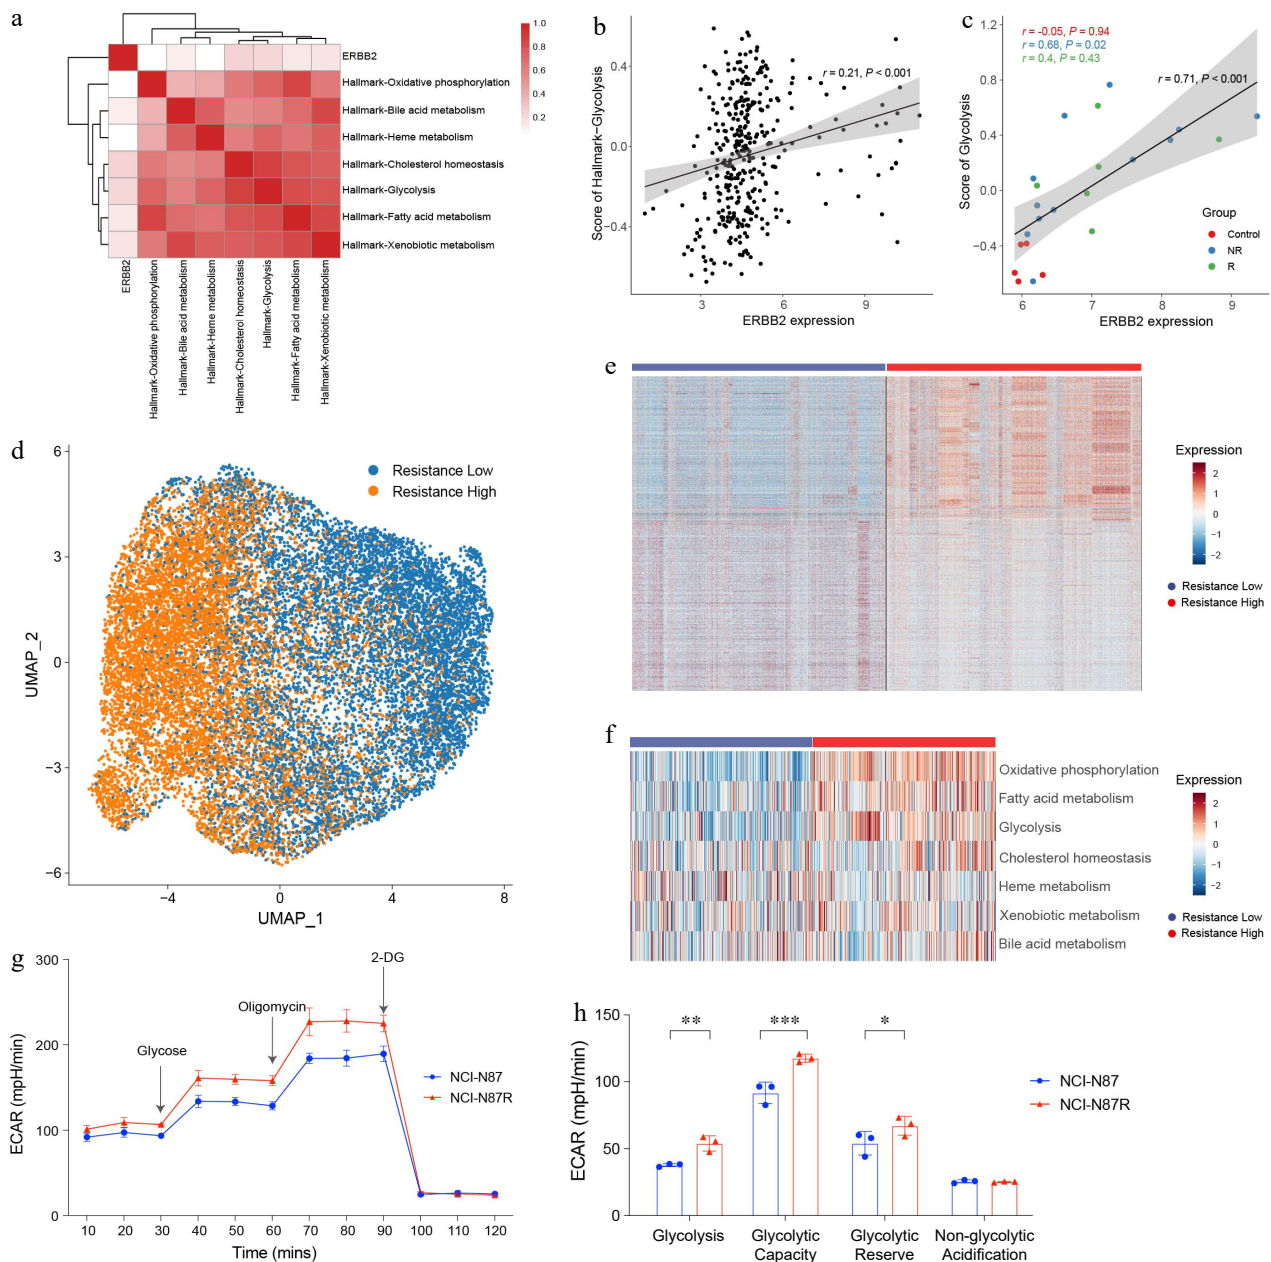 a
1.0
0.8
0.6
0.4
0.2
ERBB2
Hallmark-Oxidative phosphorylation
Hallmark-Bile acid metabolism
Hallmark-Heme metabolism
Hallmark-Cholesterol homeostasis
Hallmark-Glycolysis
Hallmark-Fatty acid metabolism
Hallmark-Xenobiotic metabolism
ERBB2
Hallmark-Oxidative phosphorylation
Hallmark-Bile acid metabolism
Hallmark-Heme metabolism
Hallmark-Cholesterol homeostasis
Hallmark-Glycolysis
Hallmark-Fatty acid metabolism
Hallmark-Xenobiotic metabolism
b
Score of Hallmark−Glycolysis
0.4
0.0
−0.4
r = 0.21, P < 0.001
3
6
9
ERBB2 expression
c
Score of Glycolysis
1.2
0.8
0.4
0.0
−0.4
r = -0.05, P = 0.94
r = 0.68, P = 0.02
r = 0.4, P = 0.43
r = 0.71, P < 0.001
Group
Control
NR
R
6
7
8
9
ERBB2 expression
d
UMAP_2
6
3
0
−3
−6
Resistance Low
Resistance High
−4
0
4
8
UMAP_1
e
Expression
2
1
0
−1
−2
Resistance Low
Resistance High
f
Oxidative phosphorylation
Fatty acid metabolism
Glycolysis
Cholesterol homeostasis
Heme metabolism
Xenobiotic metabolism
Bile acid metabolism
Expression
2
1
0
−1
−2
Resistance Low
Resistance High
g
ECAR (mpH/min)
300
200
100
0
Glycose
Oligomycin
2-DG
NCI-N87
NCI-N87R
10 20 30 40 50 60 70 80 90 100 110 120
Time (mins)
h
ECAR (mpH/min)
150
100
50
0
**
***
*
NCI-N87
NCI-N87R
Glycolysis
Glycolytic
Capacity
Glycolytic
Reserve
Non-glycolytic
Acidification